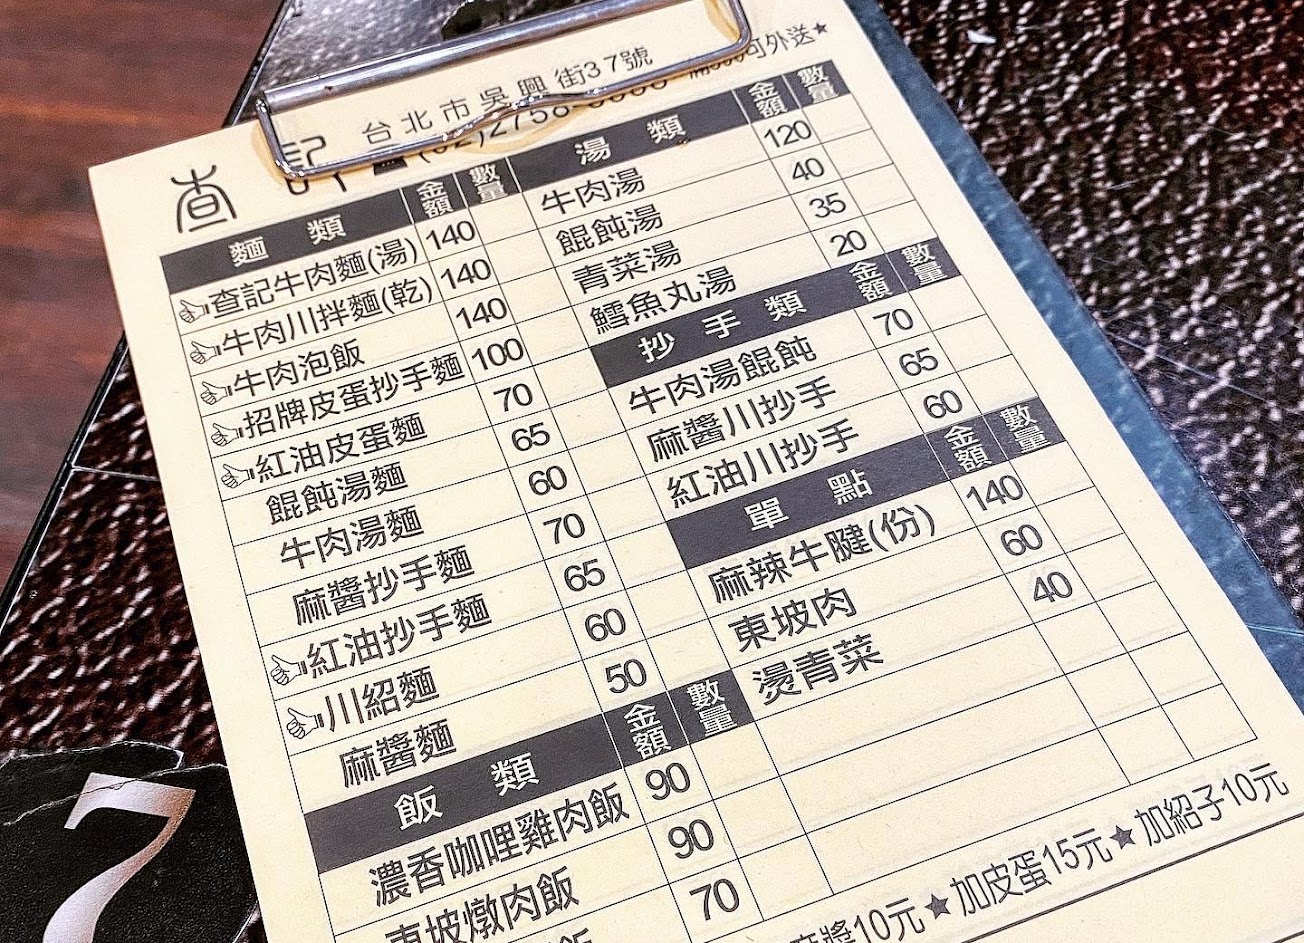 查記 台北市吳興街37號
可外送★
麵類 金額 數量
查記牛肉麵(湯) 140
牛肉川拌麵(乾) 140
牛肉泡飯 140
招牌皮蛋抄手麵 100
紅油皮蛋麵 70
餛飩湯麵 65
牛肉湯麵 60
麻醬抄手麵 70
紅油抄手麵 65
川紹麵 60
麻醬麵 50
飯類 金額 數量
濃香咖哩雞肉飯 90
東坡燉肉飯 90
飯 70
湯類 金額 數量
牛肉湯 120
餛飩湯 40
青菜湯 35
鱈魚丸湯 20
抄手類 金額 數量
牛肉湯餛飩 70
麻醬川抄手 65
紅油川抄手 60
單點 金額 數量
麻辣牛腱(份) 140
東坡肉 60
燙青菜 40
麻醬10元★加皮蛋15元★加紹子10元
7